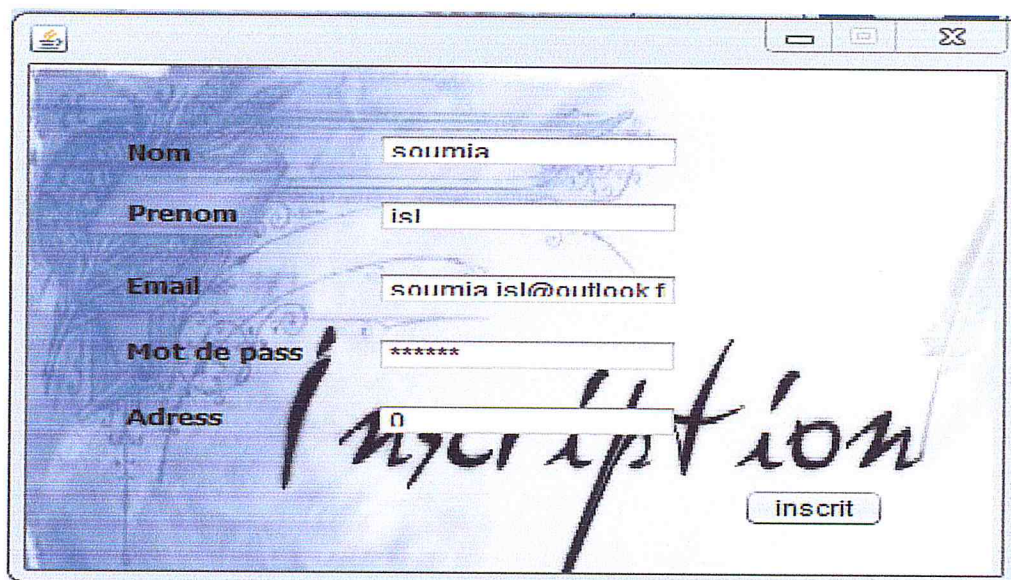 Nom soumia
Prenom isl
Email soumia isl@outlook f
Mot de pass ******
Adress 0
Inscription
inscrit